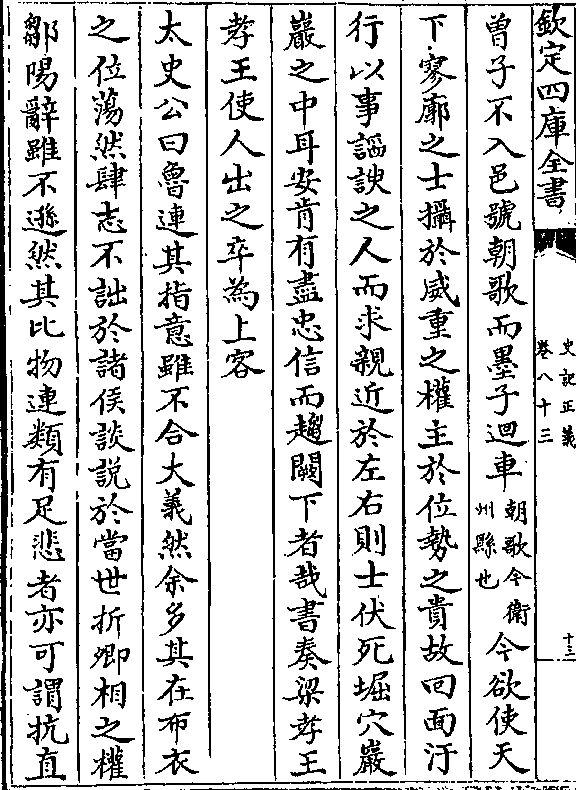 欽定四庫全書
史記正義
卷八十三
十三
曾子不入邑號朝歌而墨子迴車朝歌今衛
州縣也今欲使天
下寥廓之士攝於威重之權主於位勢之貴故回面汙
行以事謟諛之人而求親近於左右則士伏死堀穴巖
巖之中耳安肯有盡忠信而趨闕下者哉書奏梁孝王
孝王使人出之卒為上客
太史公曰魯連其指意雖不合大義然余多其在布衣
之位蕩然肆志不詘於諸侯談說於當世折卿相之權
鄒陽辭雖不遜然其比物連類有足悲者亦可謂抗直